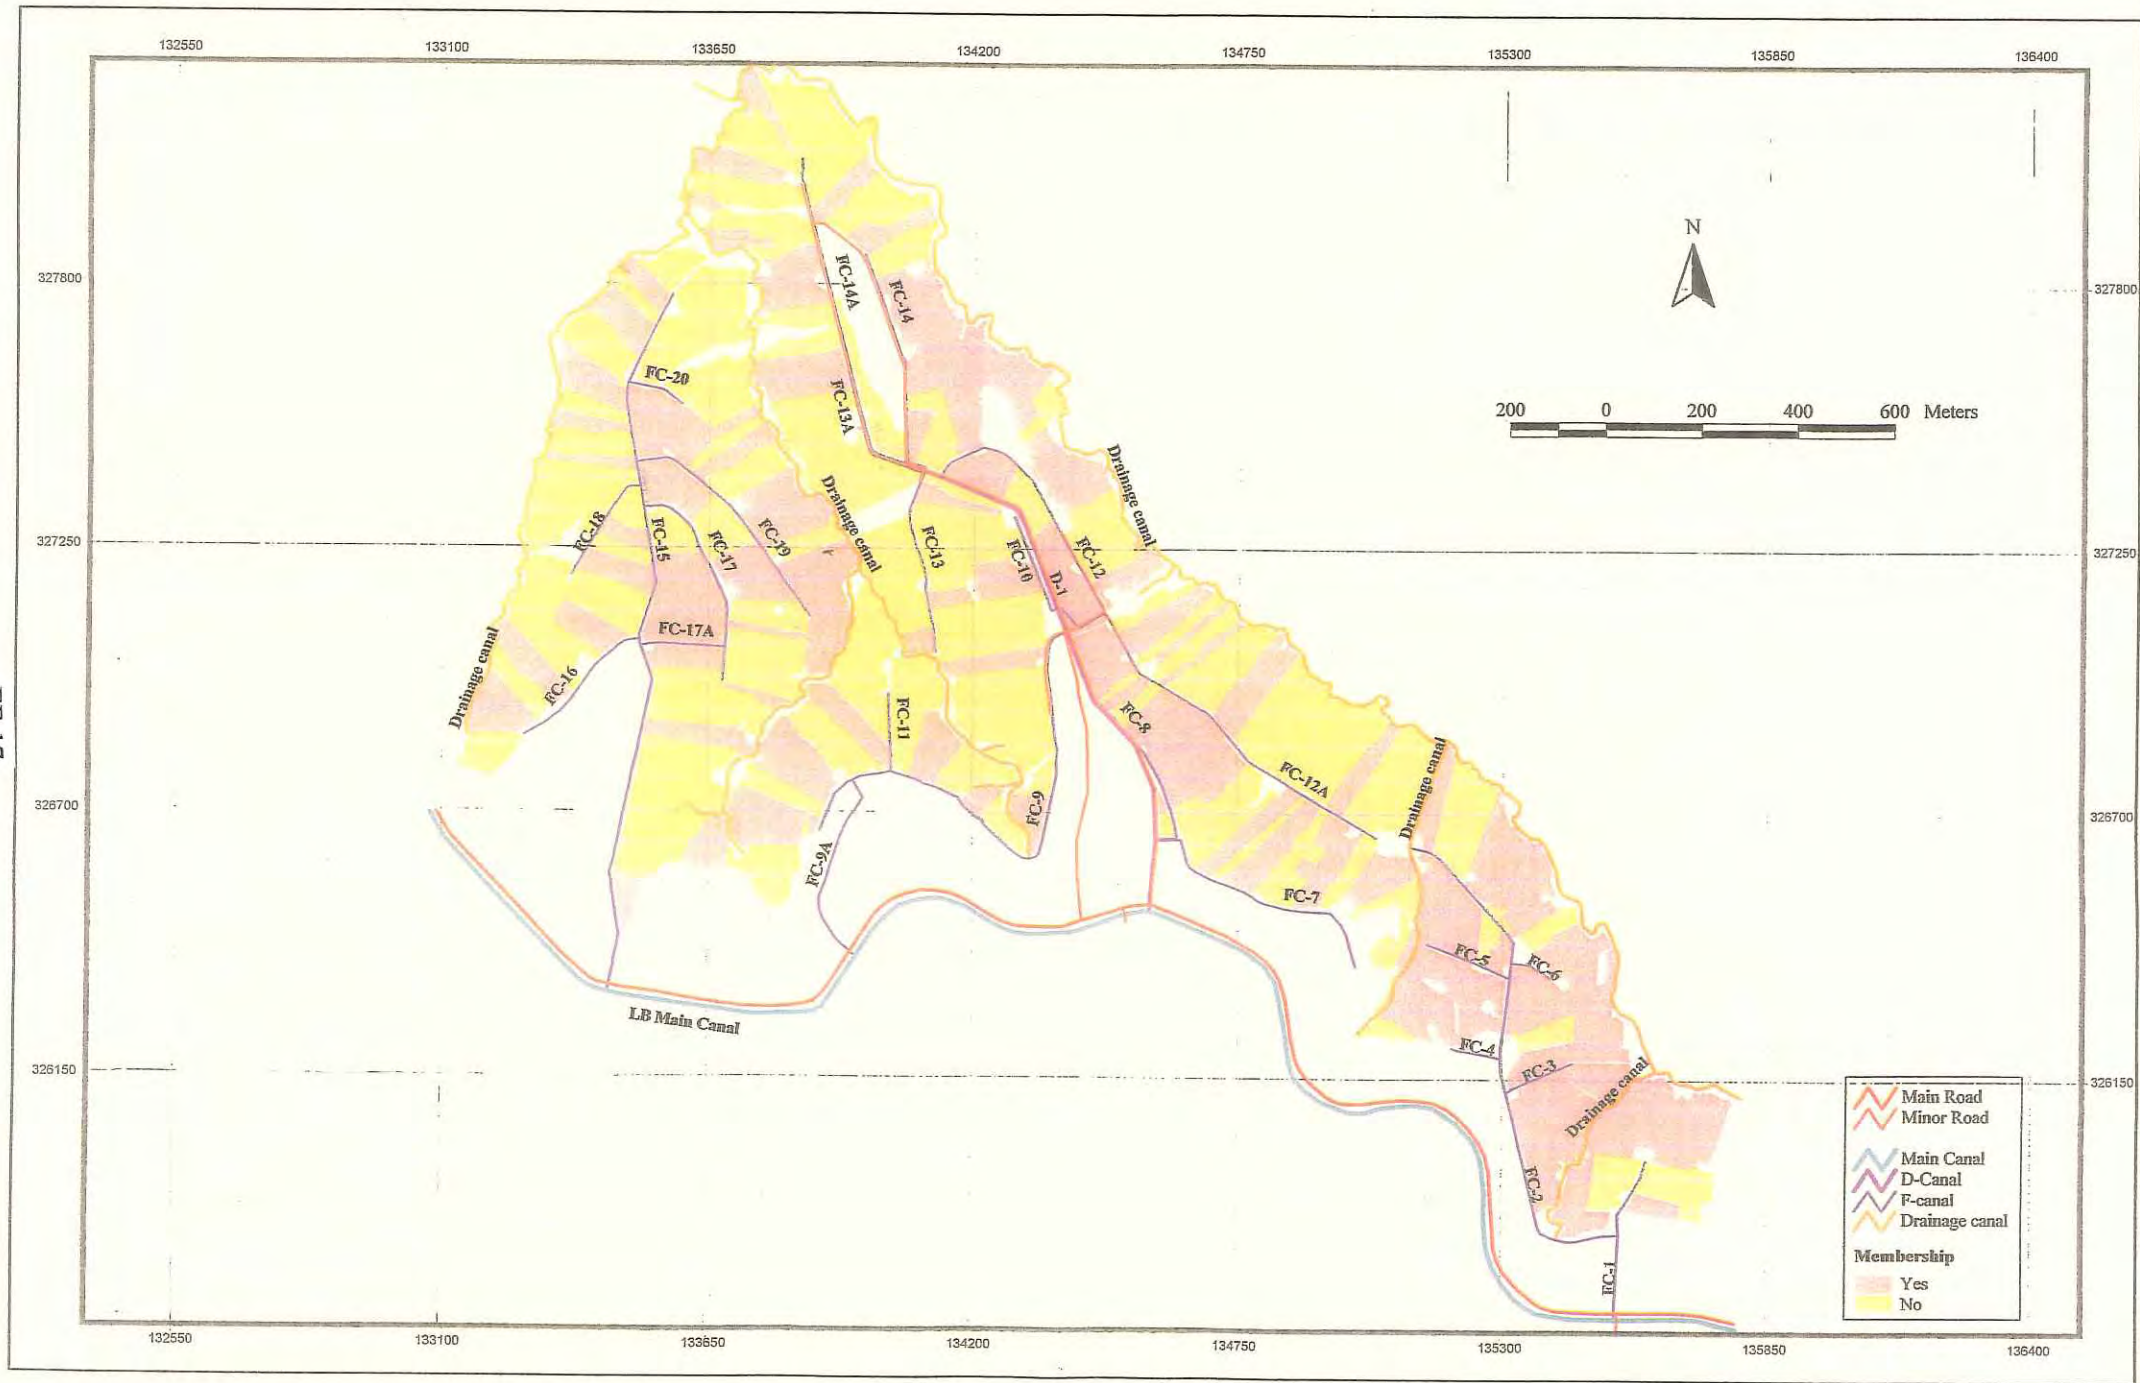 132550 133100 133650 134200 134750 135300 135850 136400
N
327800 327800
200 0 200 400 600 Meters
FC-14A
FC-14
FC-20
FC-13A
Drainage canal
Drainage canal
FC-18
FC-15
FC-17
FC-19
FC-13
FC-10
D-1
FC-12
327250 327250
FC-17A
Drainage canal
FC-16
FC-11
FC-8
FC-12A
Drainage canal
FC-9
326700 326700
FC-9A
FC-7
FC-5
FC-6
LB Main Canal
FC-4
FC-3
Drainage canal
326150 326150
FC-2
FC-1
Main Road
Minor Road
Main Canal
D-Canal
F-canal
Drainage canal
Membership
Yes
No
132550 133100 133650 134200 134750 135300 135850 136400